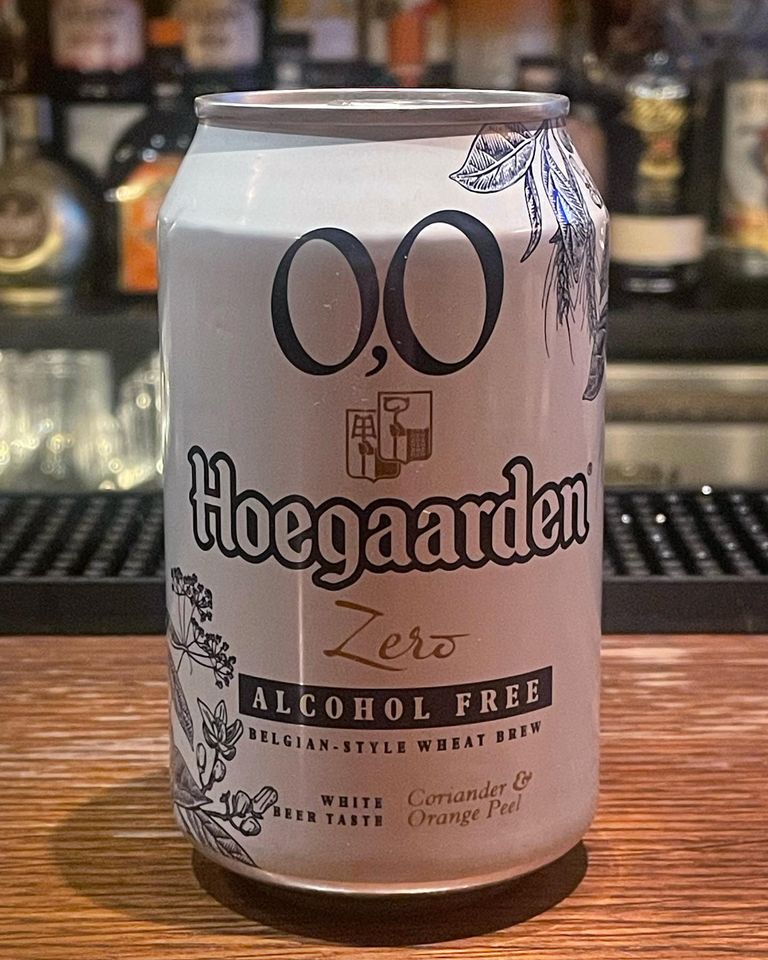 0,0
Hoegaarden®
Zero
ALCOHOL FREE
BELGIAN-STYLE WHEAT BREW
WHITE
BEER TASTE
Coriander &
Orange Peel